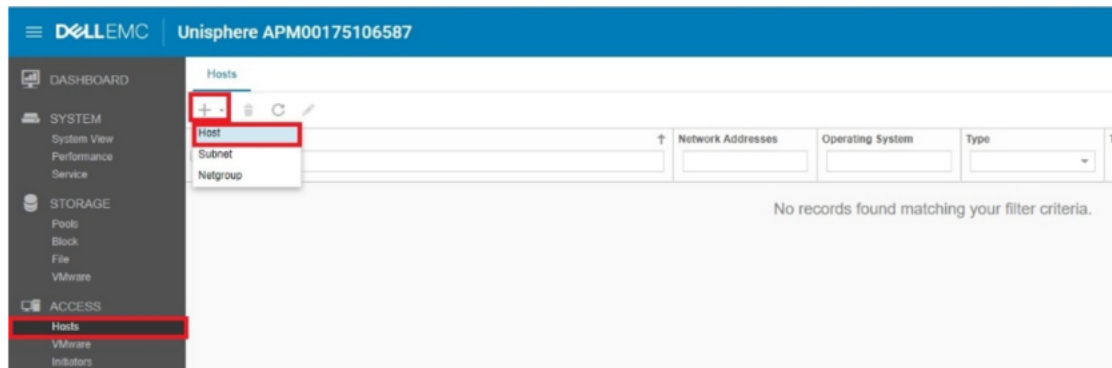 DELLEMC Unisphere APM00175106587
DASHBOARD
SYSTEM
System View
Performance
Service
STORAGE
Pools
Block
File
VMware
ACCESS
Hosts
VMware
Initiators
Hosts
Host
Subnet
Netgroup
Network Addresses Operating System Type
No records found matching your filter criteria.